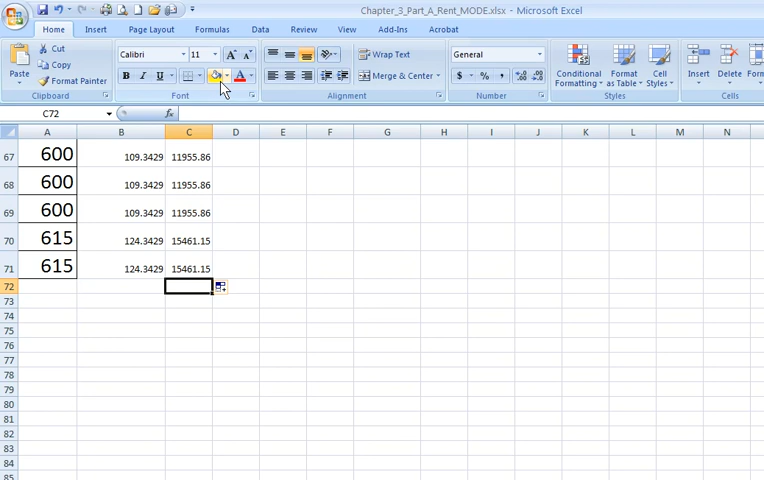 Chapter_3_Part_A_Rent_MODE.xlsx - Microsoft Excel
Home Insert Page Layout Formulas Data Review View Add-Ins Acrobat
Cut
Copy
Format Painter
Paste
Calibri 11
B I U
A A
Wrap Text
Merge & Center
General
$ % ,
Conditional Formatting
Format as Table
Cell Styles
Insert Delete
Clipboard Font Alignment Number Styles Cells
C72 fx
A B C D E F G H I J K L M N
67 600 109.3429 11955.86
68 600 109.3429 11955.86
69 600 109.3429 11955.86
70 615 124.3429 15461.15
71 615 124.3429 15461.15
72
73
74
75
76
77
78
79
80
81
82
83
84
85